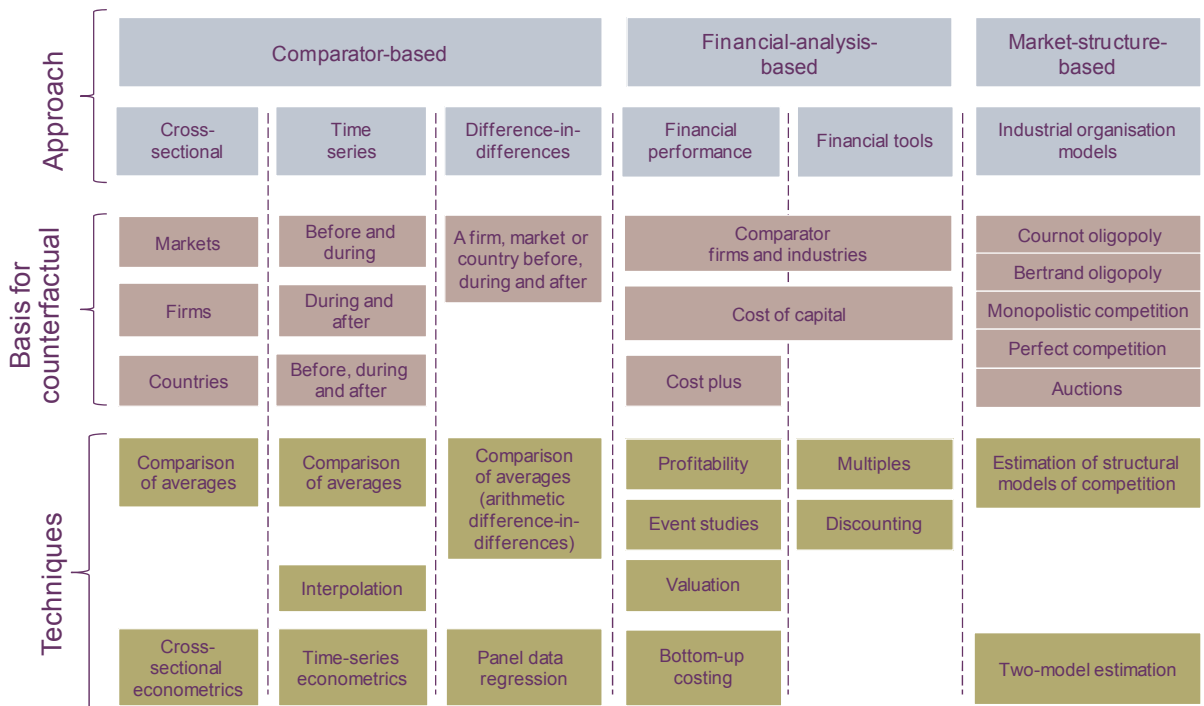 Approach
Comparator-based
Financial-analysis-
based
Market-structure-
based
Cross-
sectional
Time
series
Difference-in-
differences
Financial
performance
Financial tools
Industrial organisation
models
Basis for
counterfactual
Markets
Firms
Countries
Before and
during
During and
after
Before, during
and after
A firm, market or
country before,
during and after
Comparator
firms and industries
Cost of capital
Cost plus
Cournot oligopoly
Bertrand oligopoly
Monopolistic competition
Perfect competition
Auctions
Techniques
Comparison
of averages
Cross-
sectional
econometrics
Comparison
of averages
Interpolation
Time-series
econometrics
Comparison
of averages
(arithmetic
difference-in-
differences)
Panel data
regression
Profitability
Event studies
Valuation
Bottom-up
costing
Multiples
Discounting
Estimation of structural
models of competition
Two-model estimation